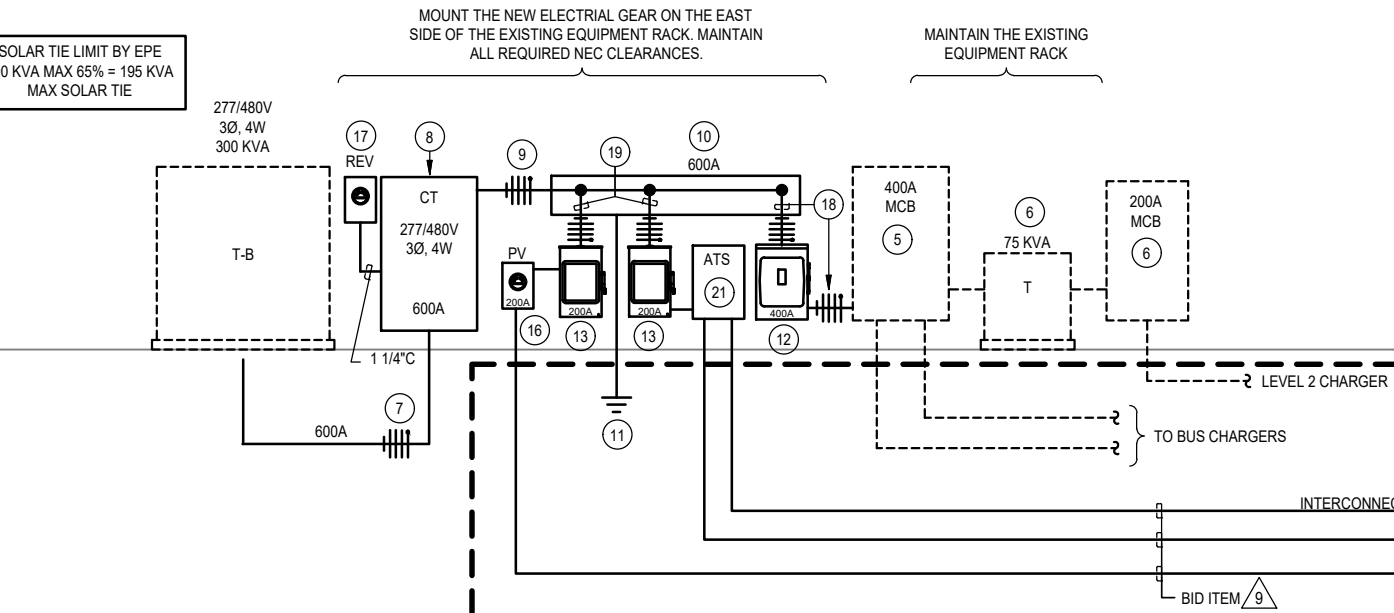 MOUNT THE NEW ELECTRIAL GEAR ON THE EAST
SIDE OF THE EXISTING EQUIPMENT RACK. MAINTAIN
ALL REQUIRED NEC CLEARANCES.
MAINTAIN THE EXISTING
EQUIPMENT RACK
SOLAR TIE LIMIT BY EPE
0 KVA MAX 65% = 195 KVA
MAX SOLAR TIE
277/480V
3Ø, 4W
300 KVA
T-B
17
REV
8
CT
277/480V
3Ø, 4W
600A
1 1/4"C
7
600A
9
19
10
600A
18
PV
200A
16
200A
13
200A
13
ATS
21
400A
12
11
400A
MCB
5
6
75 KVA
T
200A
MCB
6
LEVEL 2 CHARGER
TO BUS CHARGERS
INTERCONNEC
BID ITEM 9